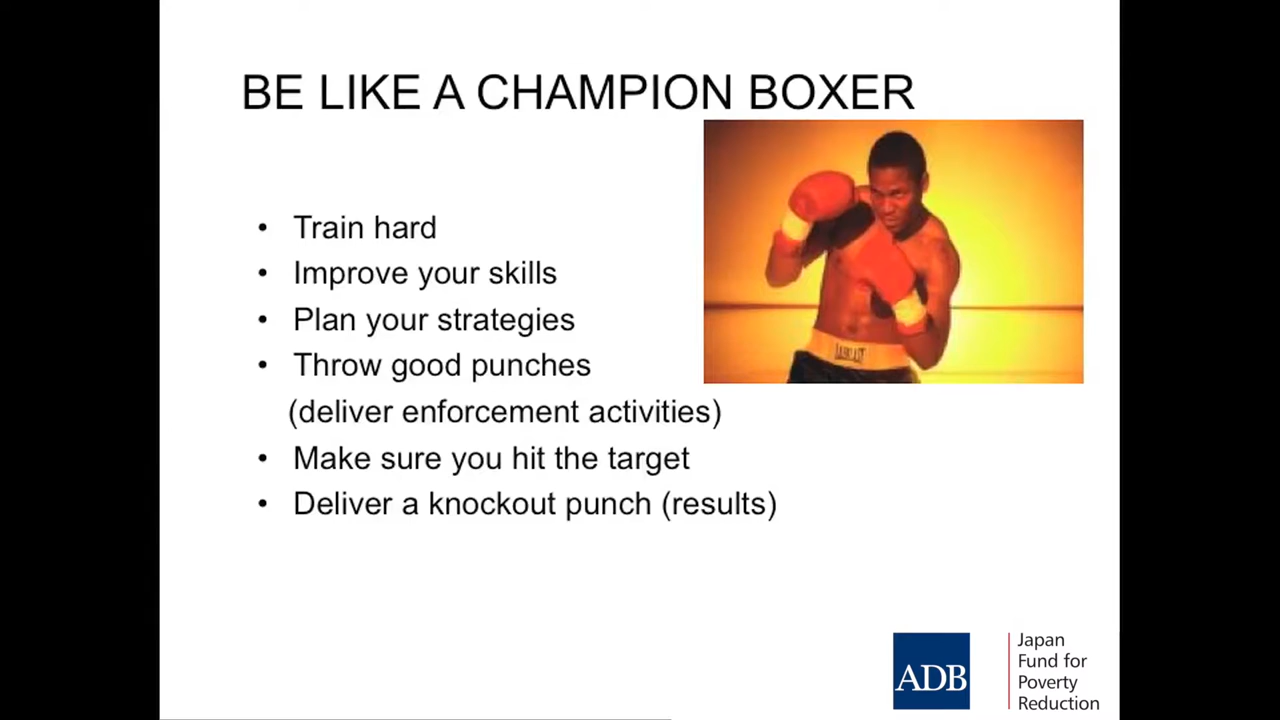 BE LIKE A CHAMPION BOXER
• Train hard
• Improve your skills
• Plan your strategies
• Throw good punches
(deliver enforcement activities)
• Make sure you hit the target
• Deliver a knockout punch (results)
ADB
Japan
Fund for
Poverty
Reduction